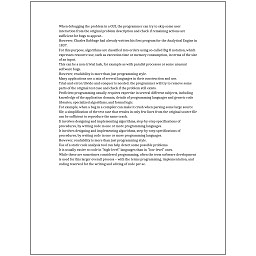 When debugging the problem in a GUI, the programmer can try to skip some user
interaction from the original problem description and check if remaining actions are
sufficient for bugs to appear.
However, Charles Babbage had already written his first program for the Analytical Engine in
1837.
For this purpose, algorithms are classified into orders using so-called Big O notation, which
expresses resource use, such as execution time or memory consumption, in terms of the size
of an input.
This can be a non-trivial task, for example as with parallel processes or some unusual
software bugs.
However, readability is more than just programming style.
Many applications use a mix of several languages in their construction and use.
Trial-and-error/divide-and-conquer is needed: the programmer will try to remove some
parts of the original test case and check if the problem still exists.
Proficient programming usually requires expertise in several different subjects, including
knowledge of the application domain, details of programming languages and generic code
libraries, specialized algorithms, and formal logic.
For example, when a bug in a compiler can make it crash when parsing some large source
file, a simplification of the test case that results in only few lines from the original source file
can be sufficient to reproduce the same crash.
It involves designing and implementing algorithms, step-by-step specifications of
procedures, by writing code in one or more programming languages.
It involves designing and implementing algorithms, step-by-step specifications of
procedures, by writing code in one or more programming languages.
However, readability is more than just programming style.
Use of a static code analysis tool can help detect some possible problems.
It is usually easier to code in "high-level" languages than in "low-level" ones.
While these are sometimes considered programming, often the term software development
is used for this larger overall process – with the terms programming, implementation, and
coding reserved for the writing and editing of code per se.